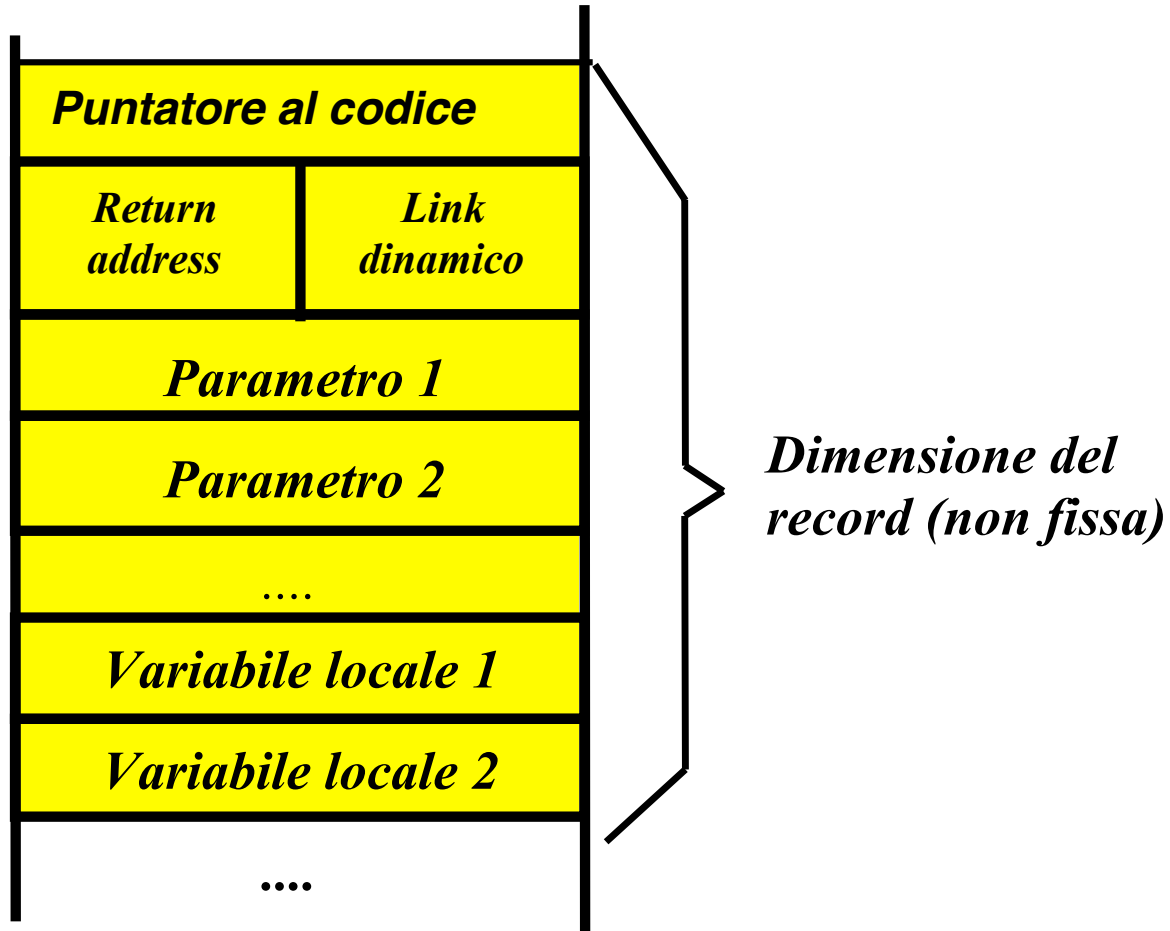 Puntatore al codice
Return
address
Link
dinamico
Parametro 1
Parametro 2
....
Variabile locale 1
Variabile locale 2
....
Dimensione del
record (non fissa)